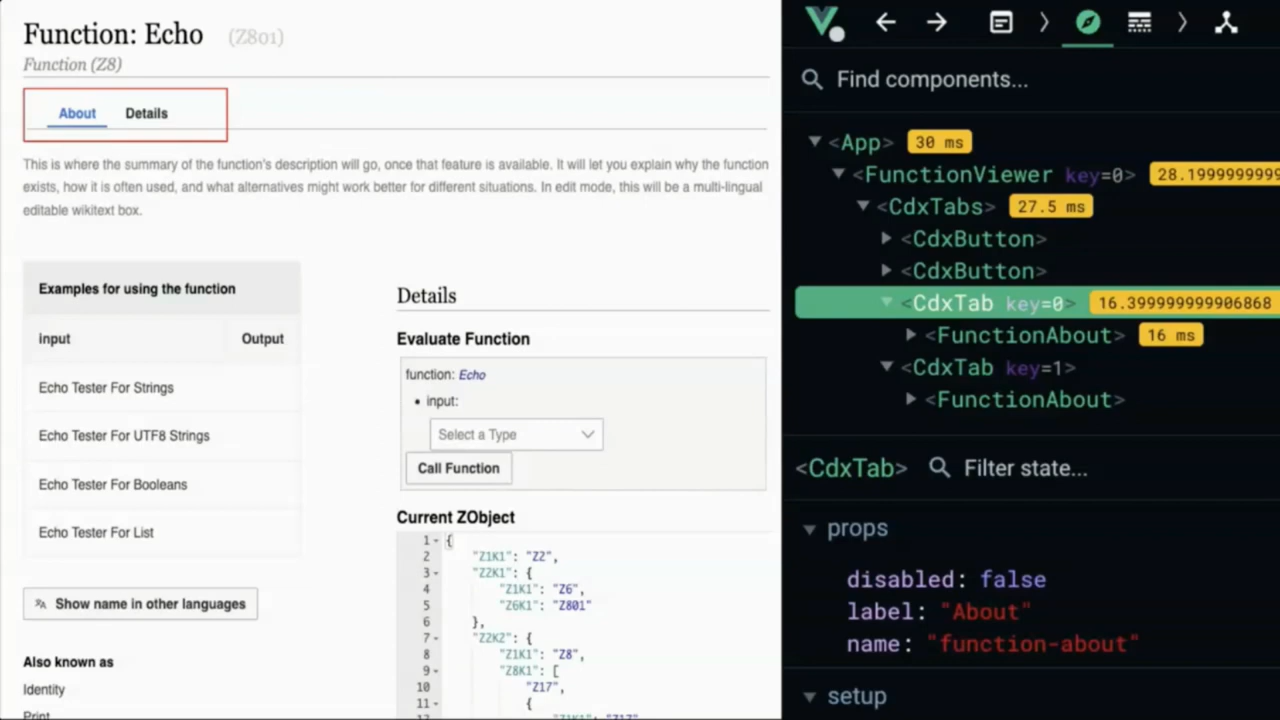 Function: Echo (Z801)
Function (Z8)
About Details
This is where the summary of the function's description will go, once that feature is available. It will let you explain why the function
exists, how it is often used, and what alternatives might work better for different situations. In edit mode, this will be a multi-lingual
editable wikitext box.
Examples for using the function
input Output
Echo Tester For Strings
Echo Tester For UTF8 Strings
Echo Tester For Booleans
Echo Tester For List
Show name in other languages
Also known as
Identity
Print
Details
Evaluate Function
function: Echo
• input:
Select a Type
Call Function
Current ZObject
1 {
2 "Z1K1": "Z2",
3 "Z2K1": {
4 "Z1K1": "Z6",
5 "Z6K1": "Z801"
6 },
7 "Z2K2": {
8 "Z1K1": "Z8",
9 "Z8K1": [
10 "Z17",
11 {
12 "Z1K1": "Z17"
Find components...
<App> 30 ms
<FunctionViewer key=0> 28.1999999999
<CdxTabs> 27.5 ms
<CdxButton>
<CdxButton>
<CdxTab key=0> 16.399999999906868
<FunctionAbout> 16 ms
<CdxTab key=1>
<FunctionAbout>
<CdxTab> Filter state...
props
disabled: false
label: "About"
name: "function-about"
setup